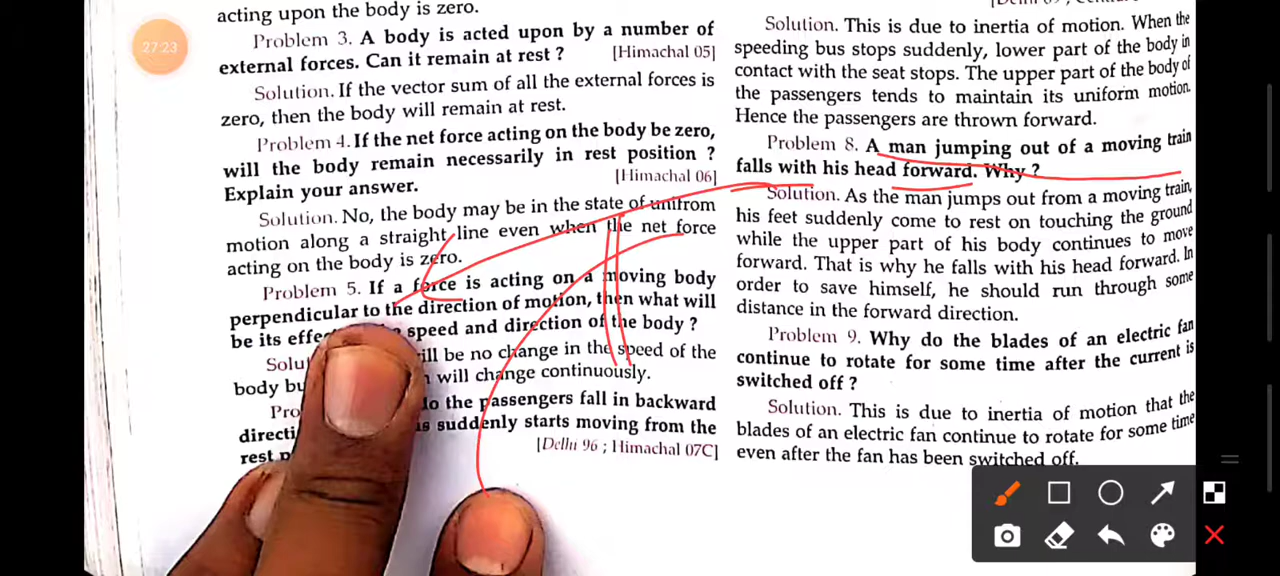 27:23
acting upon the body is zero.
Problem 3. A body is acted upon by a number of
external forces. Can it remain at rest ? [Himachal 05]
Solution. If the vector sum of all the external forces is
zero, then the body will remain at rest.
Problem 4. If the net force acting on the body be zero,
will the body remain necessarily in rest position ?
Explain your answer. [Himachal 06]
Solution. No, the body may be in the state of unifrom
motion along a straight line even when the net force
acting on the body is zero.
Problem 5. If a force is acting on a moving body
perpendicular to the direction of motion, then what will
be its effe speed and direction of the body ?
Solu ill be no change in the speed of the
body bu will change continuously.
Pro do the passengers fall in backward
directi suddenly starts moving from the
rest p [Delhi 96 ; Himachal 07C]
Solution. This is due to inertia of motion. When the
speeding bus stops suddenly, lower part of the body in
contact with the seat stops. The upper part of the body of
the passengers tends to maintain its uniform motion.
Hence the passengers are thrown forward.
Problem 8. A man jumping out of a moving train
falls with his head forward. Why ?
Solution. As the man jumps out from a moving train,
his feet suddenly come to rest on touching the ground
while the upper part of his body continues to move
forward. That is why he falls with his head forward. In
order to save himself, he should run through some
distance in the forward direction.
Problem 9. Why do the blades of an electric fan
continue to rotate for some time after the current is
switched off ?
Solution. This is due to inertia of motion that the
blades of an electric fan continue to rotate for some time
even after the fan has been switched off.